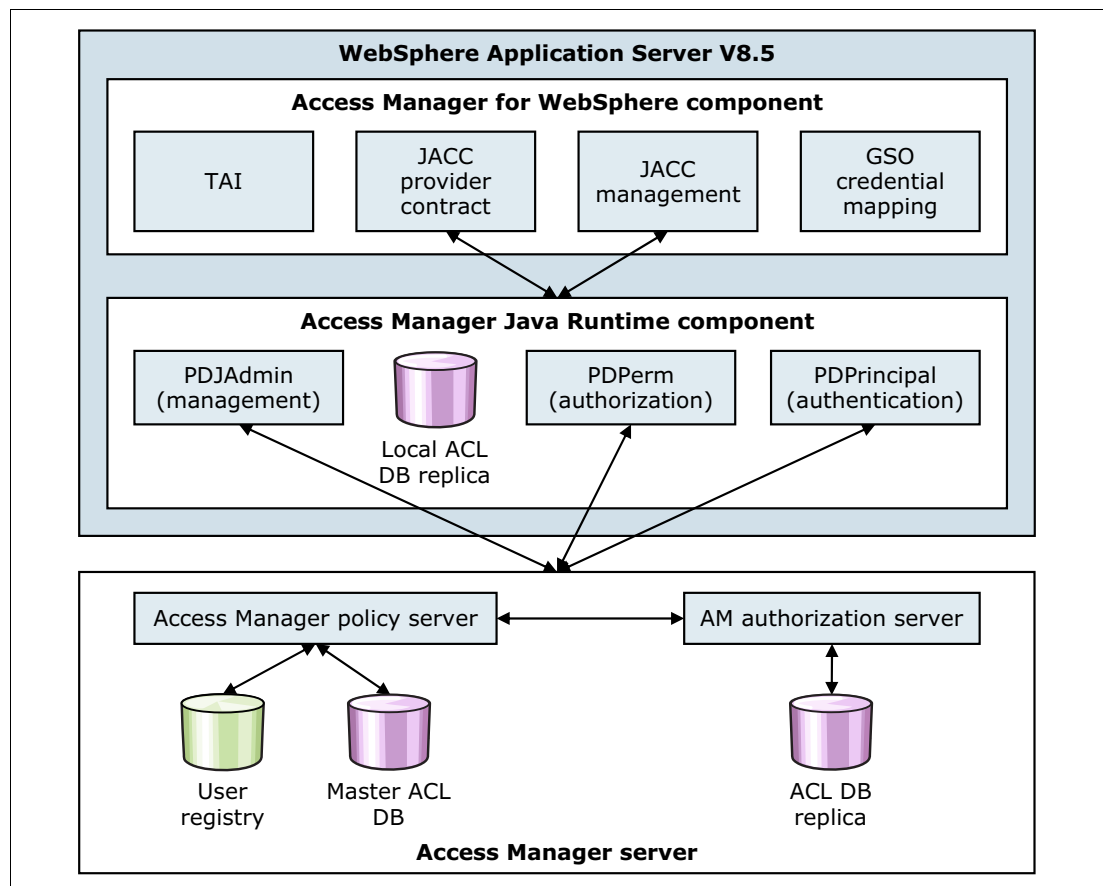 WebSphere Application Server V8.5
Access Manager for WebSphere component
TAI
JACC
provider
contract
JACC
management
GSO
credential
mapping
Access Manager Java Runtime component
PDJAdmin
(management)
Local ACL
DB replica
PDPerm
(authorization)
PDPrincipal
(authentication)
Access Manager policy server
AM authorization server
User
registry
Master ACL
DB
ACL DB
replica
Access Manager server